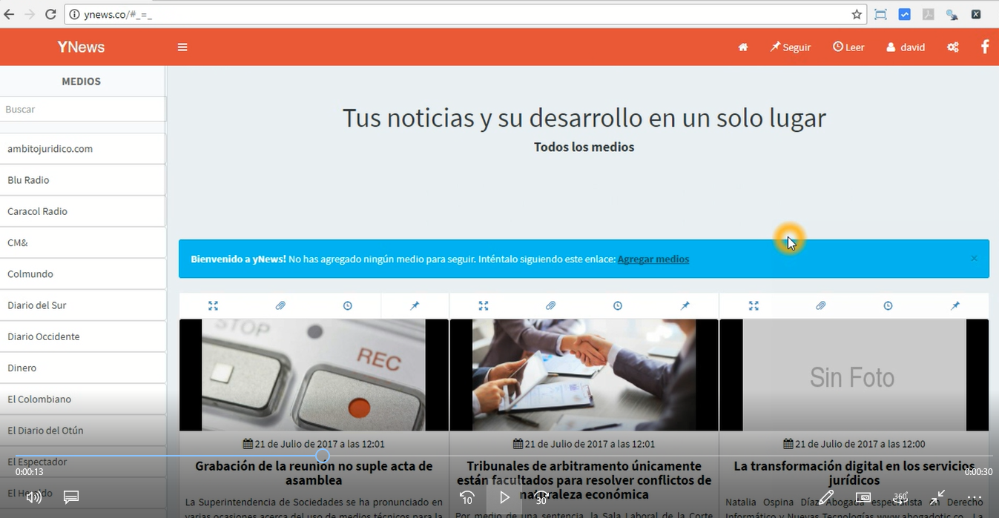 ynews.co/#_=_
YNews
Seguir
Leer
david
MEDIOS
Buscar
ambitojuridico.com
Blu Radio
Caracol Radio
CM&
Colmundo
Diario del Sur
Diario Occidente
Dinero
El Colombiano
El Diario del Otún
El Espectador
El Heraldo
Tus noticias y su desarrollo en un solo lugar
Todos los medios
Bienvenido a yNews! No has agregado ningún medio para seguir. Inténtalo siguiendo este enlace: Agregar medios
×
STOP
REC
21 de Julio de 2017 a las 12:01
Grabación de la reunión no suple acta de
asamblea
La Superintendencia de Sociedades se ha pronunciado en
varias ocasiones acerca del uso de medios técnicos para la
21 de Julio de 2017 a las 12:01
Tribunales de arbitramento únicamente
están facultados para resolver conflictos de
naturaleza económica
Por medio de una sentencia, la Sala Laboral de la Corte
Sin Foto
21 de Julio de 2017 a las 12:00
La transformación digital en los servicios
jurídicos
Natalia Ospina Díaz Abogada especialista en Derecho
Informático y Nuevas Tecnologías www.abogadotic.co La
0:00:13
0:00:30
10
30
360